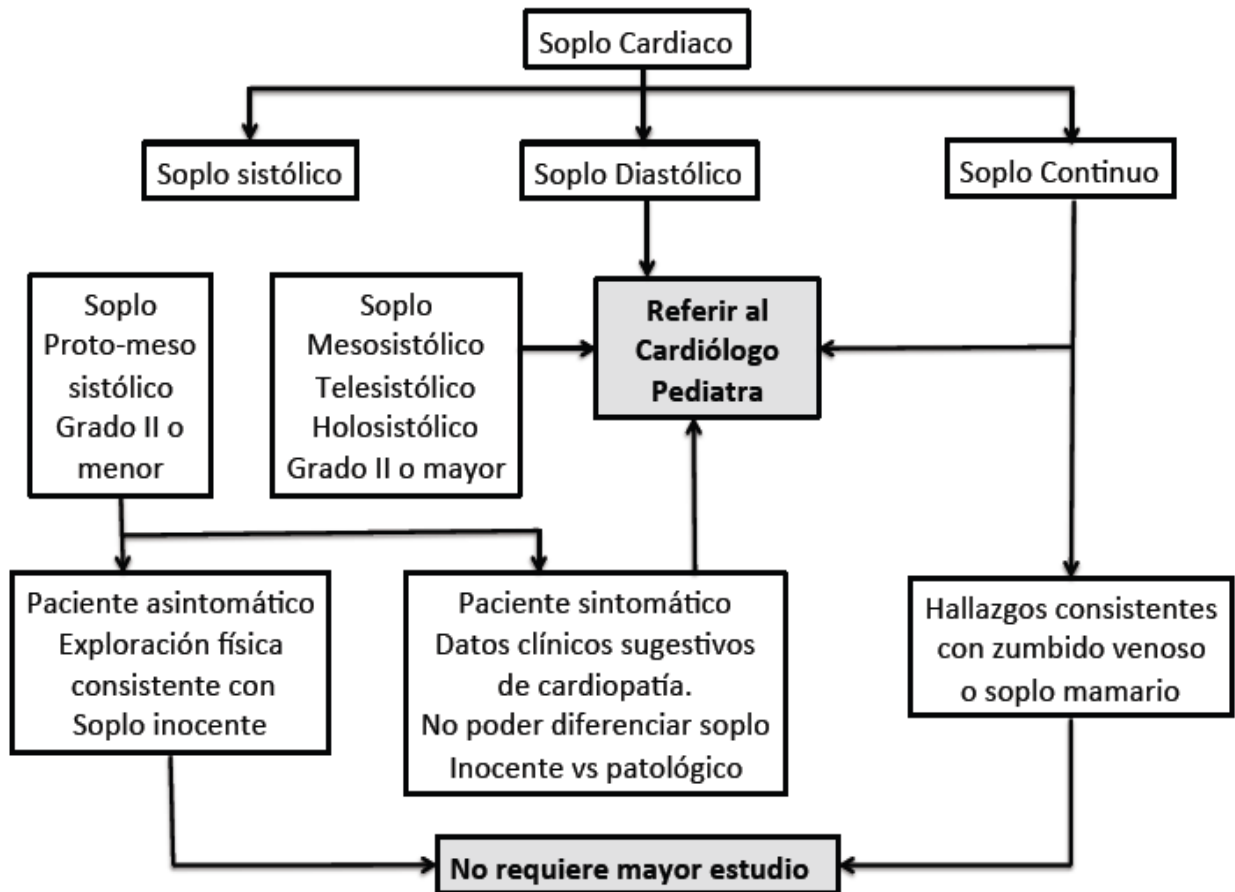 Soplo Cardiaco
Soplo sistólico
Soplo Diastólico
Soplo Continuo
Soplo
Proto-meso
sistólico
Grado II o
menor
Soplo
Mesosistólico
Telesistólico
Holosistólico
Grado II o mayor
Referir al
Cardiólogo
Pediatra
Paciente asintomático
Exploración física
consistente con
Soplo inocente
Paciente sintomático
Datos clínicos sugestivos
de cardiopatía.
No poder diferenciar soplo
Inocente vs patológico
Hallazgos consistentes
con zumbido venoso
o soplo mamario
No requiere mayor estudio